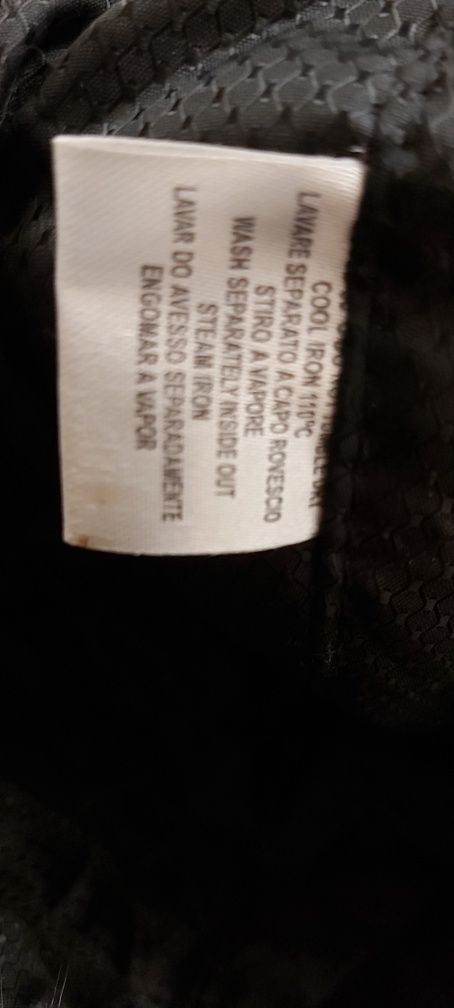 COOL IRON 110°C
LAVARE SEPARATO A CAPO ROVESCIO
STIRO A VAPORE
WASH SEPARATELY INSIDE OUT
STEAM IRON
LAVAR DO AVESSO SEPARADAMENTE
ENGOMAR A VAPOR